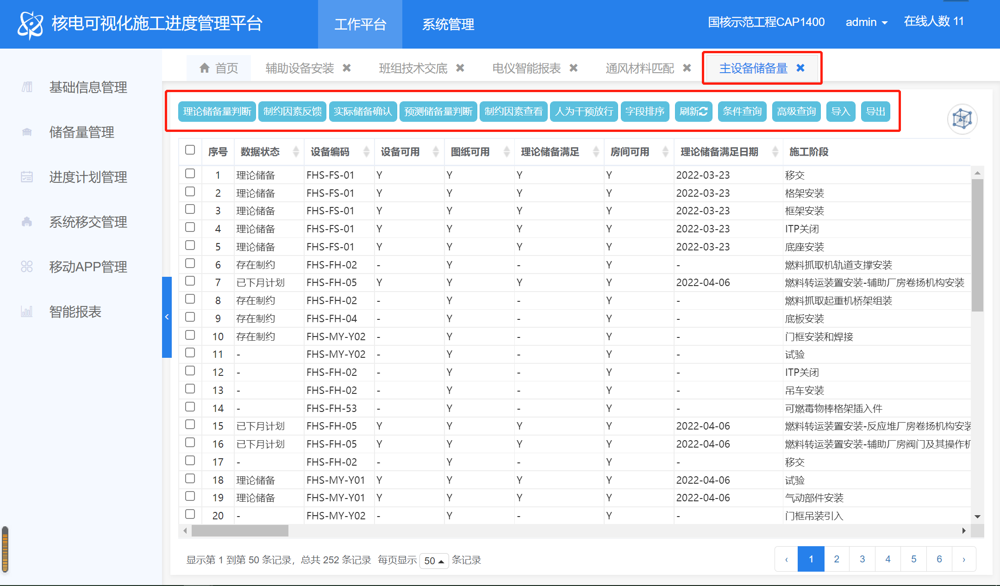 核电可视化施工进度管理平台 工作平台 系统管理 国核示范工程CAP1400 admin 在线人数 11
首页 辅助设备安装 班组技术交底 电仪智能报表 通风材料匹配 主设备储备量
基础信息管理
储备量管理
进度计划管理
系统移交管理
移动APP管理
智能报表
理论储备量判断 制约因素反馈 实际储备确认 预测储备量判断 制约因素查看 人为干预放行 字段排序 刷新 条件查询 高级查询 导入 导出
序号 数据状态 设备编码 设备可用 图纸可用 理论储备满足 房间可用 理论储备满足日期 施工阶段
1 理论储备 FHS-FS-01 Y Y Y Y 2022-03-23 移交
2 理论储备 FHS-FS-01 Y Y Y Y 2022-03-23 格架安装
3 理论储备 FHS-FS-01 Y Y Y Y 2022-03-23 框架安装
4 理论储备 FHS-FS-01 Y Y Y Y 2022-03-23 ITP关闭
5 理论储备 FHS-FS-01 Y Y Y Y 2022-03-23 底座安装
6 存在制约 FHS-FH-02 - Y - Y - 燃料抓取机轨道支撑安装
7 已下月计划 FHS-FH-05 Y Y Y Y 2022-04-06 燃料转运装置安装-辅助厂房卷扬机构安装
8 存在制约 FHS-FH-02 - Y - Y - 燃料抓取起重机桥架组装
9 存在制约 FHS-FH-04 - Y - Y - 底板安装
10 存在制约 FHS-MY-Y02 - Y - Y - 门框安装和焊接
11 - FHS-MY-Y02 - Y - Y - 试验
12 - FHS-FH-02 - Y - Y - ITP关闭
13 - FHS-FH-02 - Y - Y - 吊车安装
14 - FHS-FH-53 - Y - Y - 可燃毒物棒格架插入件
15 已下月计划 FHS-FH-05 Y Y Y Y 2022-04-06 燃料转运装置安装-反应堆厂房卷扬机构安装
16 已下月计划 FHS-FH-05 Y Y Y Y 2022-04-06 燃料转运装置安装-辅助厂房阀门及其操作机
17 - FHS-FH-02 - Y - Y - 移交
18 理论储备 FHS-MY-Y01 Y Y Y Y 2022-04-06 试验
19 理论储备 FHS-MY-Y01 Y Y Y Y 2022-04-06 气动部件安装
20 - FHS-MY-Y02 - Y - Y - 门框吊装引入
显示第 1 到第 50 条记录，总共 252 条记录 每页显示 50 条记录 ‹ 1 2 3 4 5 6 ›